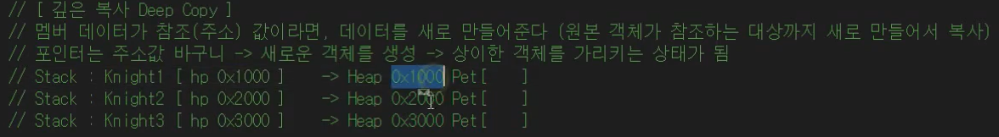 // [ 깊은 복사 Deep Copy ]
// 멤버 데이터가 참조(주소) 값이라면, 데이터를 새로 만들어준다 (원본 객체가 참조하는 대상까지 새로 만들어서 복사)
// 포인터는 주소값 바구니 -> 새로운 객체를 생성 -> 상이한 객체를 가리키는 상태가 됨
// Stack : Knight1 [ hp 0x1000 ] -> Heap 0x1000 Pet[ ]
// Stack : Knight2 [ hp 0x2000 ] -> Heap 0x2000 Pet[ ]
// Stack : Knight3 [ hp 0x3000 ] -> Heap 0x3000 Pet[ ]